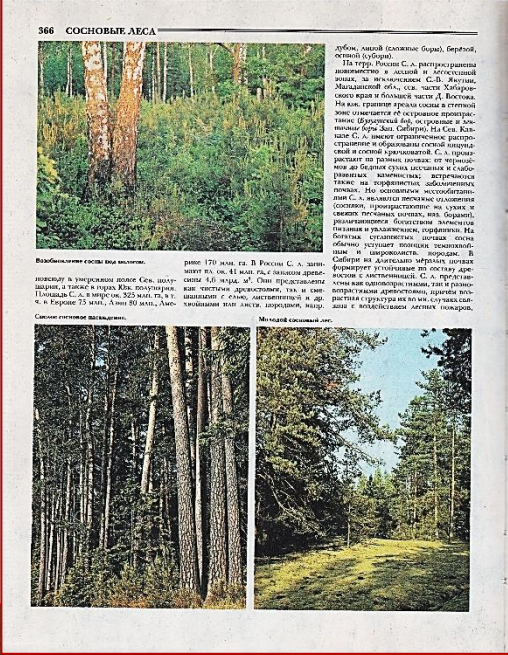 366 СОСНОВЫЕ ЛЕСА
Возобновление сосны под пологом.
повсюду в умеренном поясе Сев. полу-
шария, а также в горах Юж. полушария.
Площадь С. л. в мире ок. 325 млн. га, в т.
ч. в Европе 75 млн., Азии 80 млн., Аме-
рике 170 млн. га. В России С. л. зани-
мают пл. ок. 41 млн. га, с запасом древе-
сины 4,6 млрд. м³. Они представлены
как чистыми древостоями, так и сме-
шанными с елью, лиственницей и др.
хвойными или листв. породами, напр.
дубом, липой (сложные боры), берёзой,
осиной (субори).
На терр. России С. л. распространены
повсеместно в лесной и лесостепной
зонах, за исключением С.-В. Якутии,
Магаданской обл., сев. части Хабаров-
ского края и большей части Д. Востока.
На юж. границе ареала сосны в степной
зоне отмечается её островное произрас-
тание (Бузулукский бор, островные и лен-
точные боры Зап. Сибири). На Сев. Кав-
казе С. л. имеют ограниченное распро-
странение и образованы сосной
и сосной крючковатой. С. л. произ-
растают на разных почвах: от чернозё-
мов до бедных сухих песчаных и слабо-
развитых каменистых; встречаются
также на торфянистых заболоченных
почвах. Но основными местообитани-
ями С. л. являются песчаные отложения
(сосняки, произрастающие на сухих и
свежих песчаных почвах, наз. борами),
различающиеся богатством элементов
питания и увлажнением, торфяники. На
богатых суглинистых почвах сосна
обычно уступает позиции темнохвой-
ным и широколиств. породам. В
Сибири на длительно мёрзлых почвах
формирует устойчивые по составу дре-
востои с лиственницей. С. л. представ-
лены как одновозрастными, так и разно-
возрастными древостоями, причём воз-
растная структура их во мн. случаях свя-
зана с воздействием лесных пожаров,
Спелое сосновое насаждение.
Молодой сосновый лес.